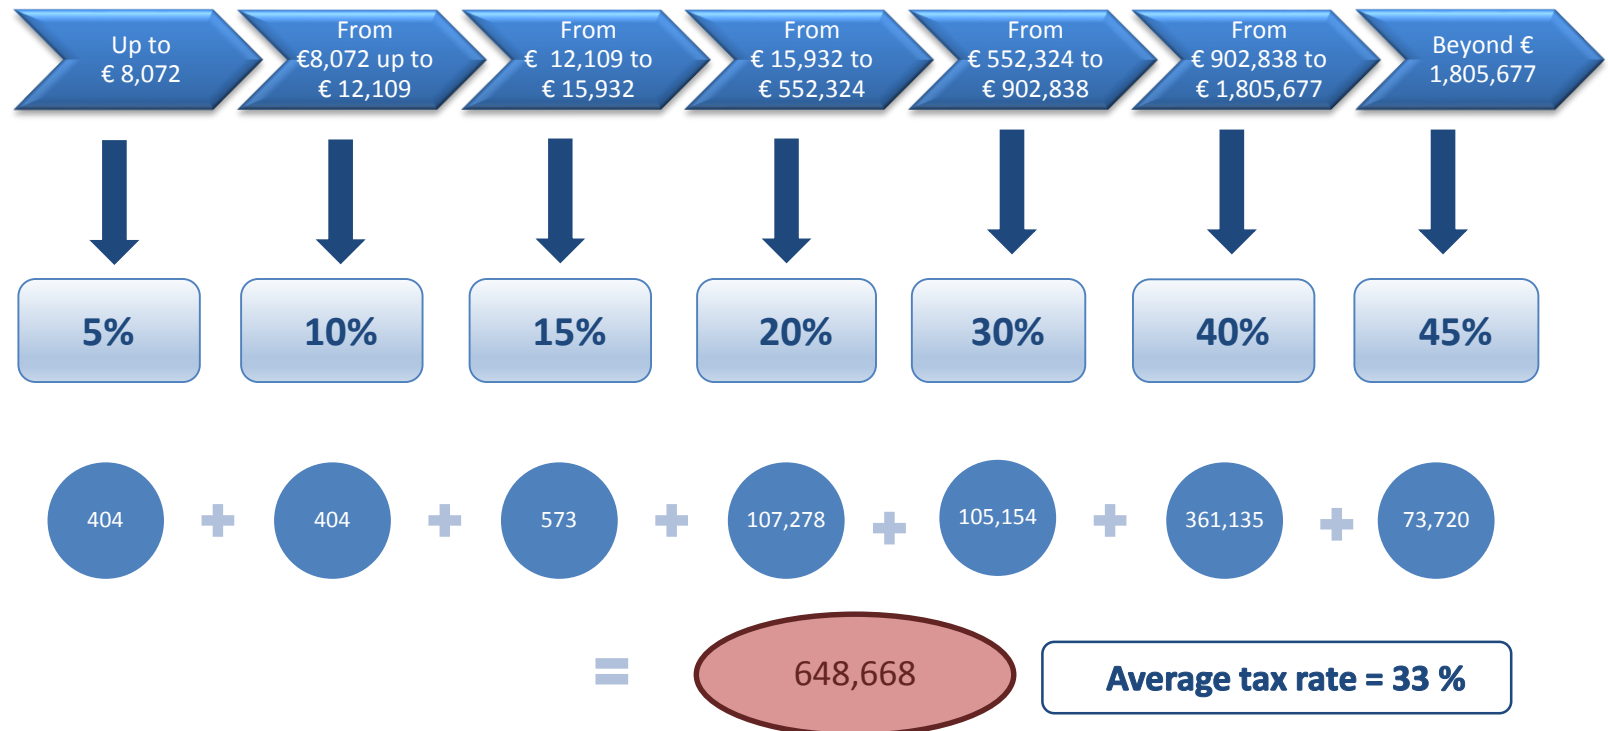 Up to
€ 8,072
From
€8,072 up to
€ 12,109
From
€ 12,109 to
€ 15,932
From
€ 15,932 to
€ 552,324
From
€ 552,324 to
€ 902,838
From
€ 902,838 to
€ 1,805,677
Beyond €
1,805,677
5%
10%
15%
20%
30%
40%
45%
404
+
404
+
573
+
107,278
+
105,154
+
361,135
+
73,720
=
648,668
Average tax rate = 33 %